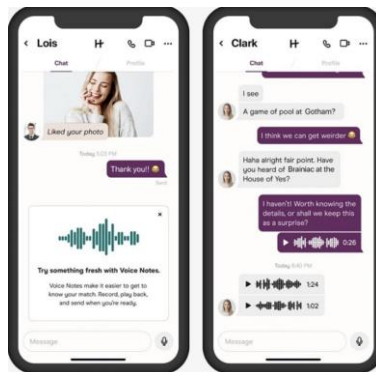 Lois
Chat
Profile
Liked your photo
Today 5:23 PM
Thank you!! 
Sent
Try something fresh with Voice Notes.
Voice Notes make it easier to get to
know your match. Record, play back,
and send when you're ready.
Message
Clark
Chat
Profile
I see
A game of pool at Gotham?
I think we can get weirder
Haha alright fair point. Have
you heard of Brainiac at the
House of Yes?
I haven't! Worth knowing the
details, or shall we keep this
as a surprise?
0:26
1:24
1:02
Message